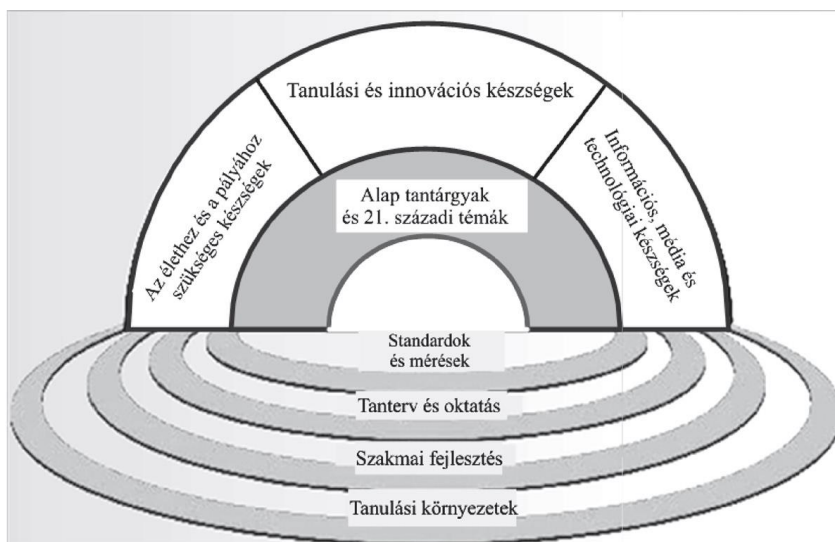 Tanulási és innovációs készségek
Az élethez és a pályához
szükséges készségek
Információs, média és
technológiai készségek
Alap tantárgyak
és 21. századi témák
Standardok
és mérések
Tanterv és oktatás
Szakmai fejlesztés
Tanulási környezetek